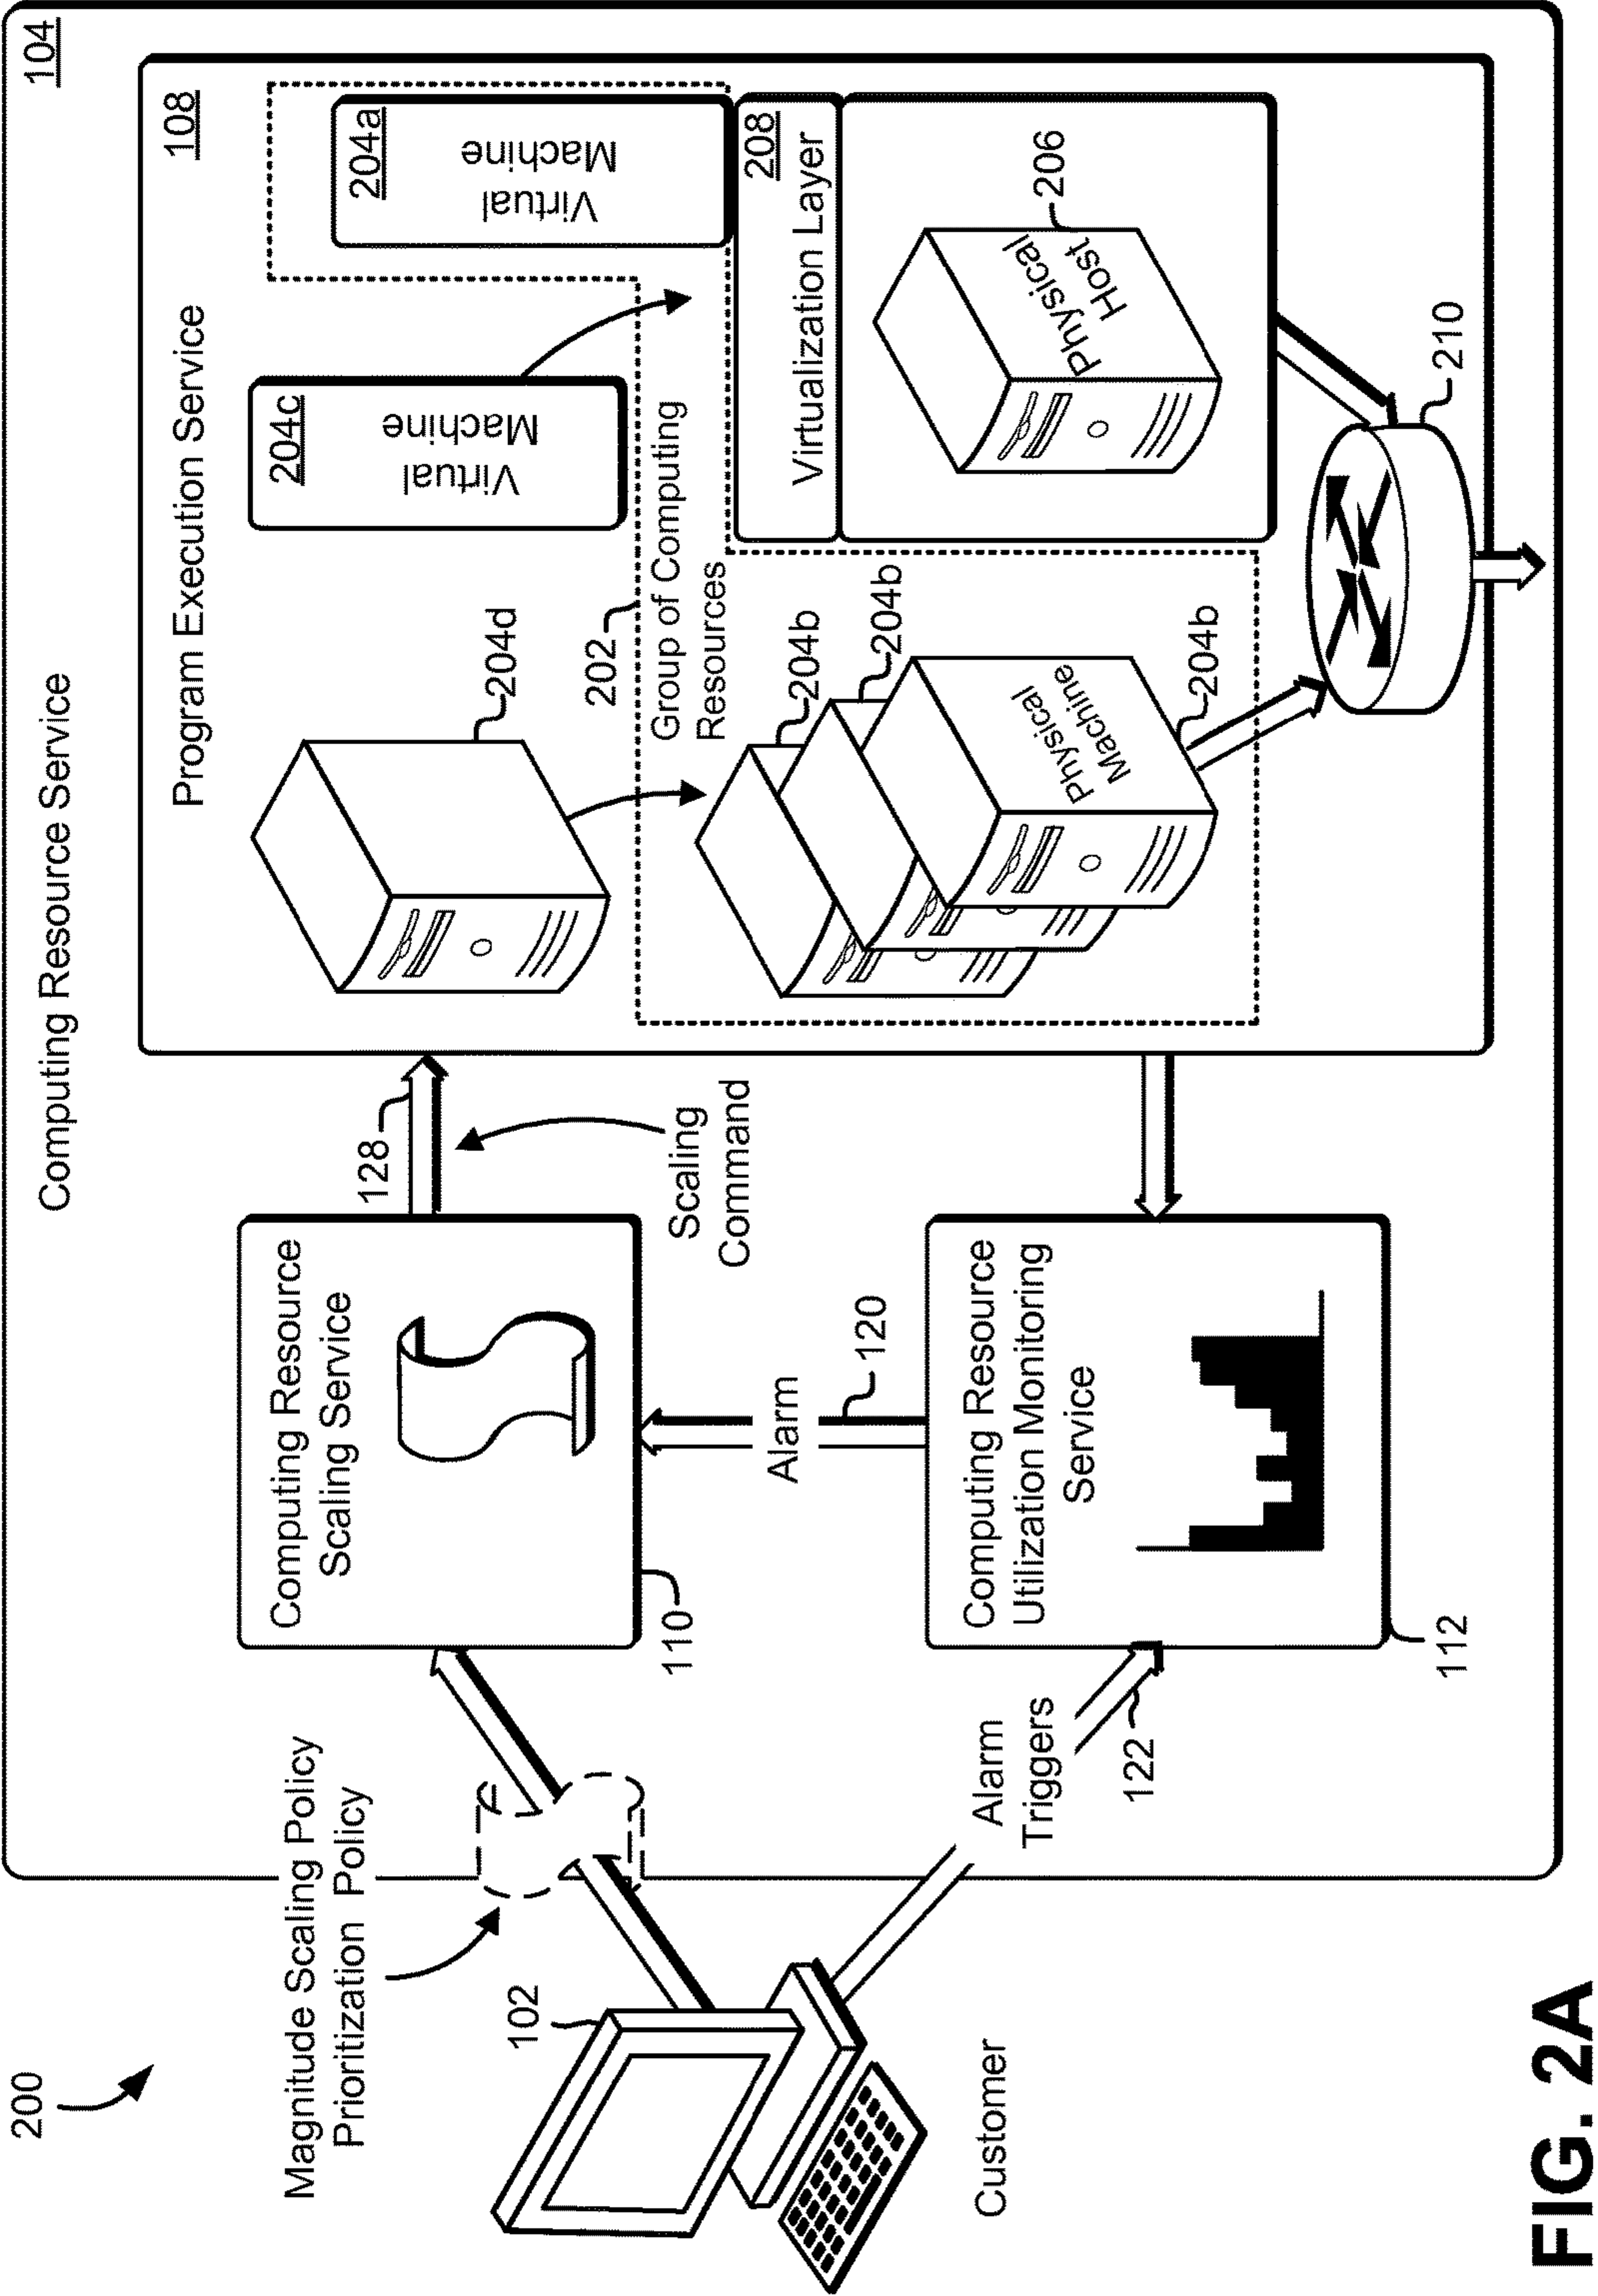 200
Computing Resource Service
104
Magnitude Scaling Policy
Prioritization Policy
102
Customer
Computing Resource
Scaling Service
110
128
Scaling
Command
Alarm
120
Alarm
Triggers
122
Computing Resource
Utilization Monitoring
Service
112
Program Execution Service
108
204d
204c
Virtual
Machine
204a
Virtual
Machine
202
Group of Computing
Resources
204b
204b
204b
Physical
Machine
208
Virtualization Layer
Physical
Host
206
210
FIG. 2A